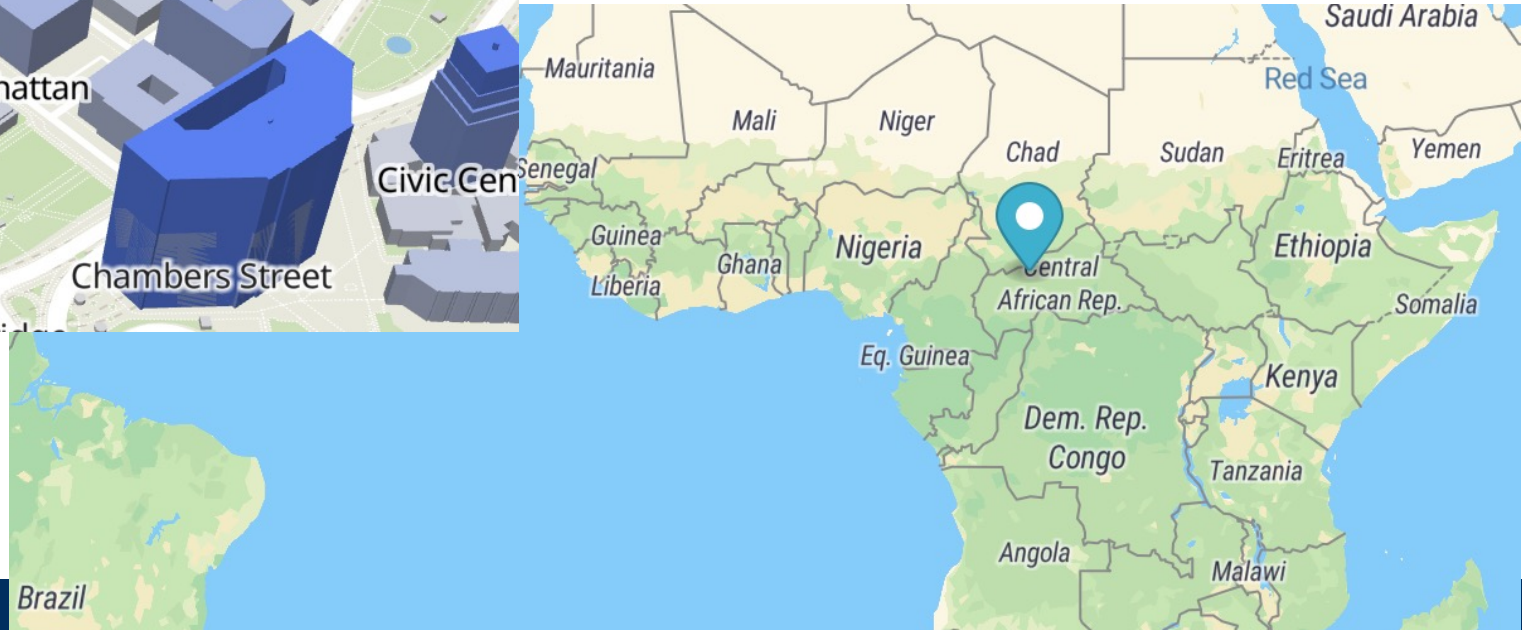 hattan
Civic Cen
Chambers Street
Saudi Arabia
Mauritania
Red Sea
Mali
Niger
Chad
Sudan
Eritrea
Yemen
Senegal
Guinea
Nigeria
Ethiopia
Liberia
Ghana
Central
African Rep.
Somalia
Eq. Guinea
Kenya
Dem. Rep.
Congo
Tanzania
Angola
Malawi
Brazil